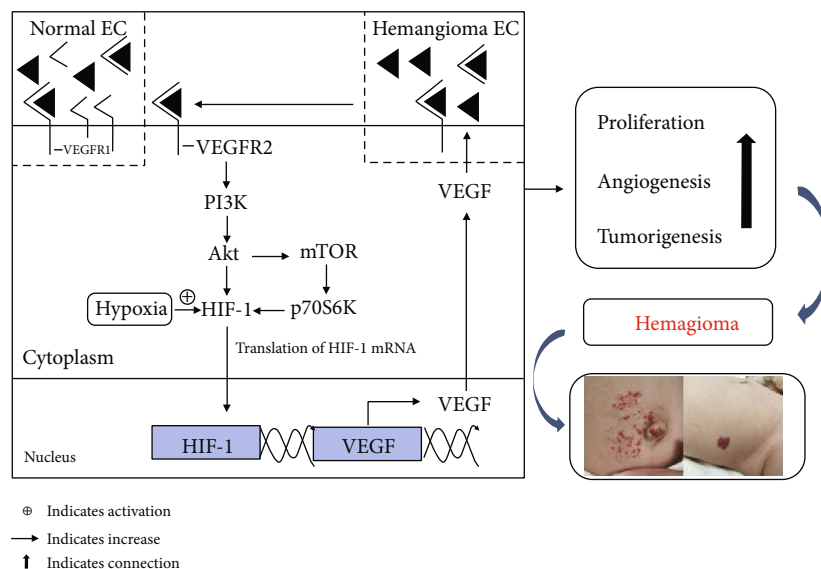 Normal EC
Hemangioma EC
VEGFR1
VEGFR2
PI3K
Akt
mTOR
Hypoxia
⊕
HIF-1
p70S6K
VEGF
Cytoplasm
Translation of HIF-1 mRNA
VEGF
HIF-1
VEGF
Nucleus
Proliferation
Angiogenesis
Tumorigenesis
Hemagioma
⊕ Indicates activation
Indicates increase
Indicates connection